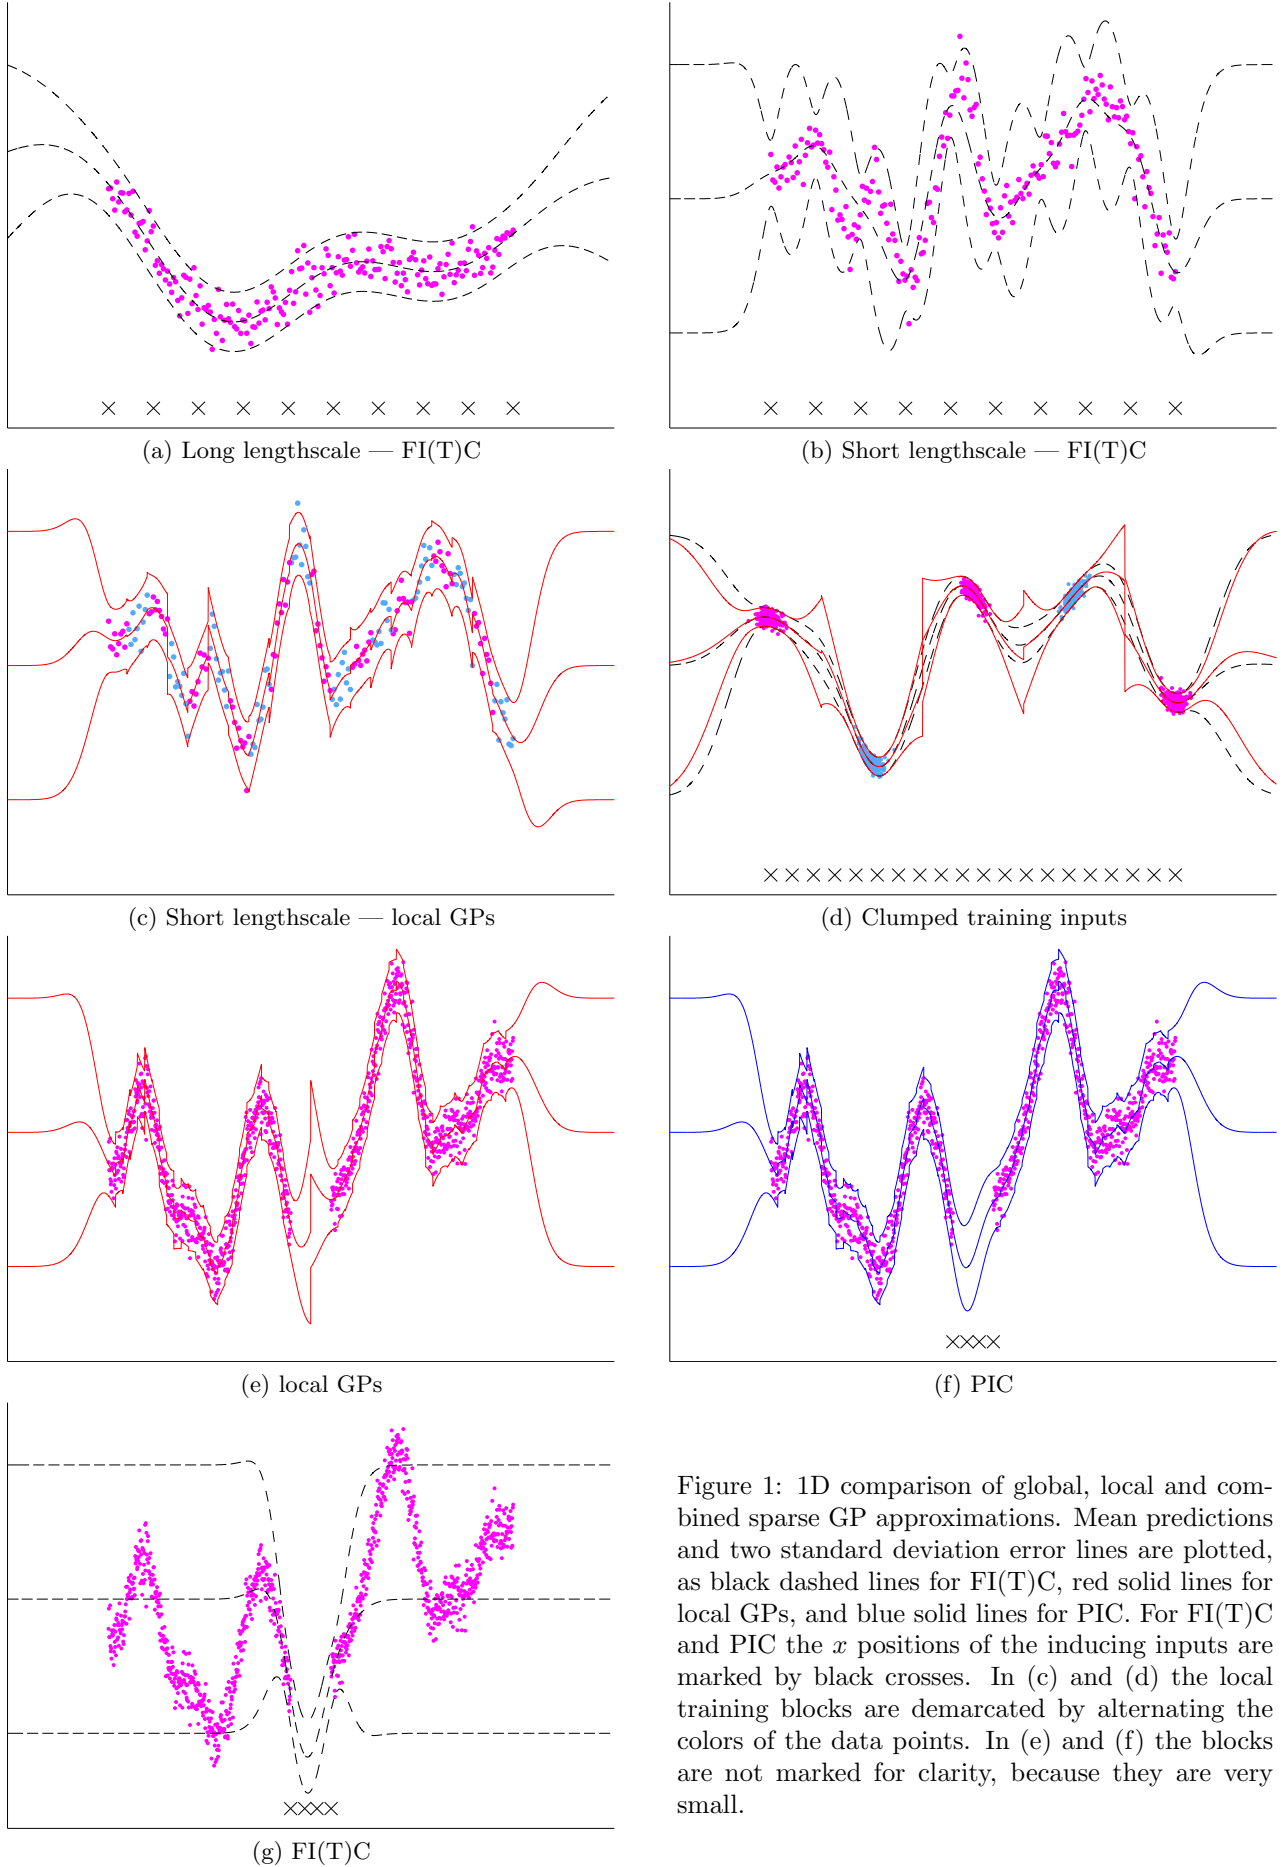 (a) Long lengthscale — FI(T)C
(b) Short lengthscale — FI(T)C
(c) Short lengthscale — local GPs
(d) Clumped training inputs
(e) local GPs
(f) PIC
(g) FI(T)C
Figure 1: 1D comparison of global, local and com-
bined sparse GP approximations. Mean predictions
and two standard deviation error lines are plotted,
as black dashed lines for FI(T)C, red solid lines for
local GPs, and blue solid lines for PIC. For FI(T)C
and PIC the x positions of the inducing inputs are
marked by black crosses. In (c) and (d) the local
training blocks are demarcated by alternating the
colors of the data points. In (e) and (f) the blocks
are not marked for clarity, because they are very
small.